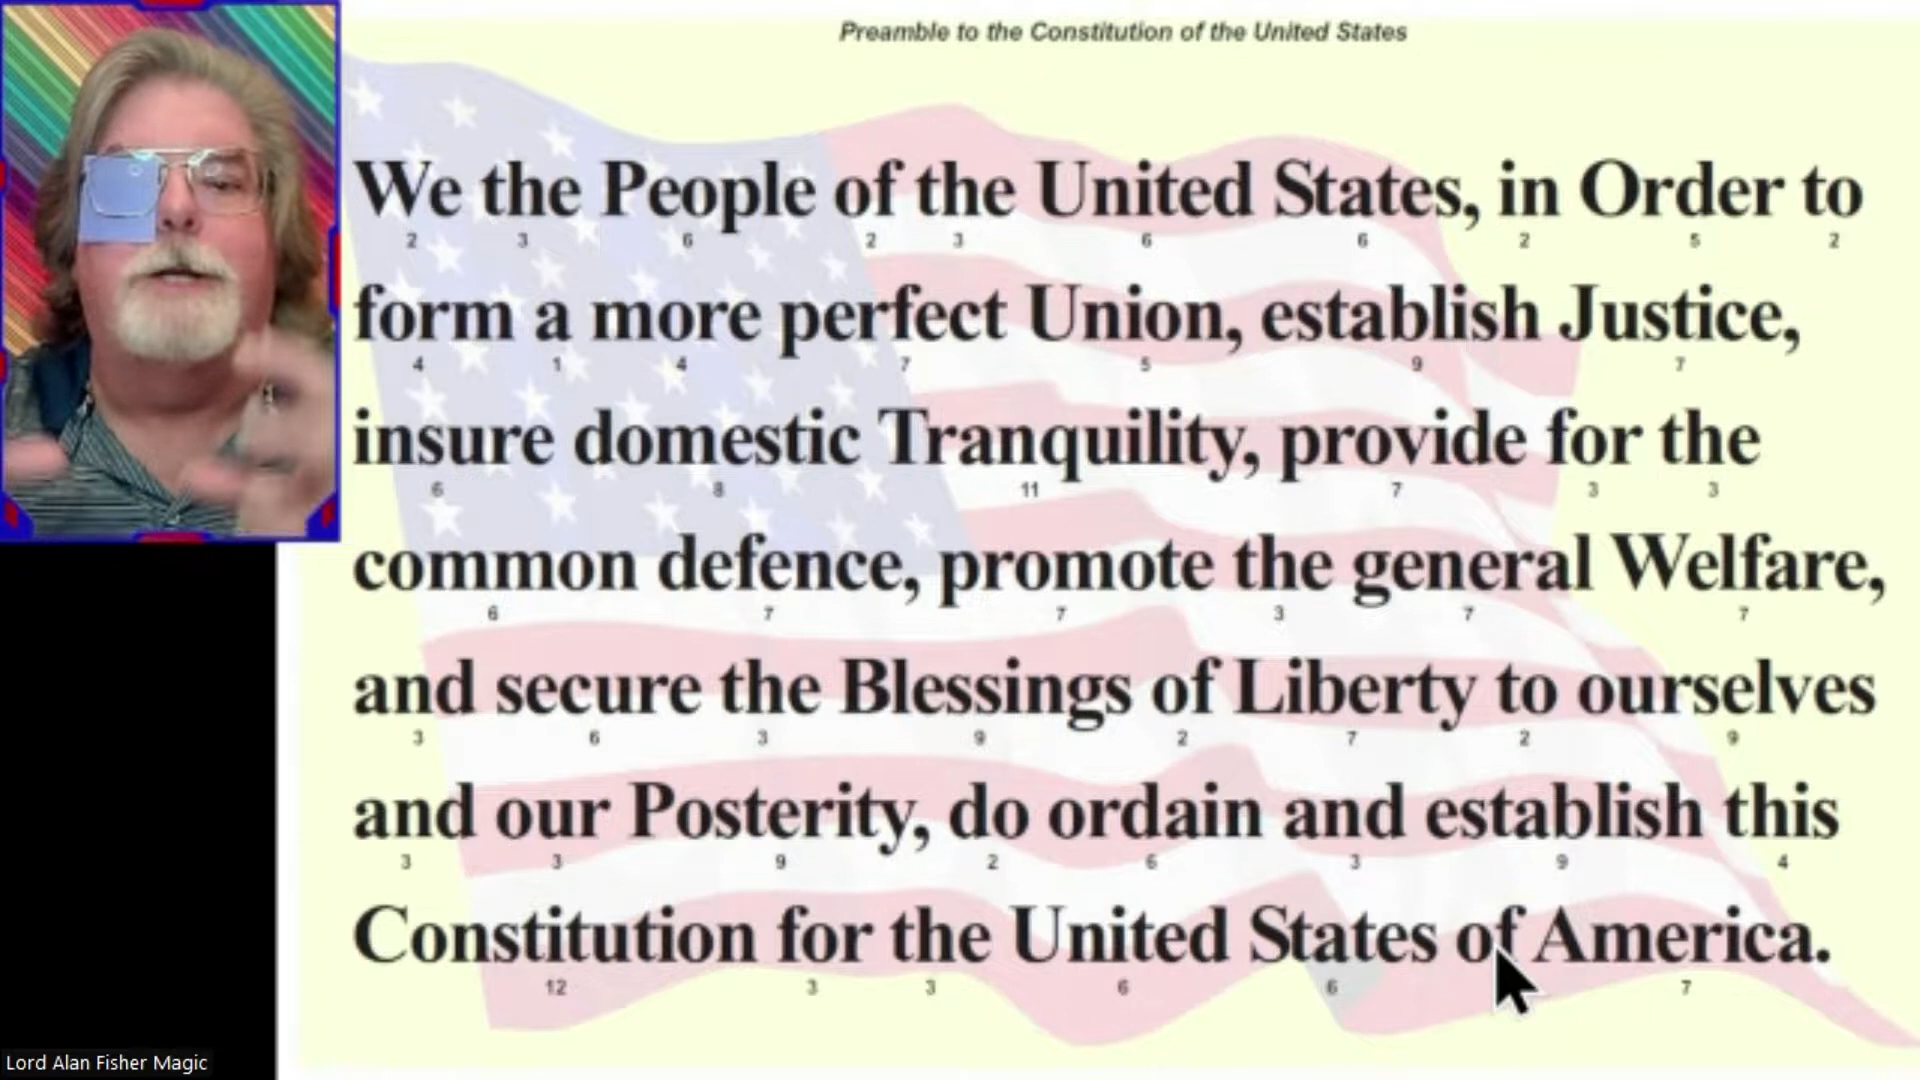 Preamble to the Constitution of the United States
We the People of the United States, in Order to
2 3 6 2 3 6 6 2 5 2
form a more perfect Union, establish Justice,
4 1 4 7 5 9 7
insure domestic Tranquility, provide for the
6 8 11 7 3 3
common defence, promote the general Welfare,
6 7 7 3 7 7
and secure the Blessings of Liberty to ourselves
3 6 3 9 2 7 2 9
and our Posterity, do ordain and establish this
3 3 9 2 6 3 9 4
Constitution for the United States of America.
12 3 3 6 6 7
Lord Alan Fisher Magic